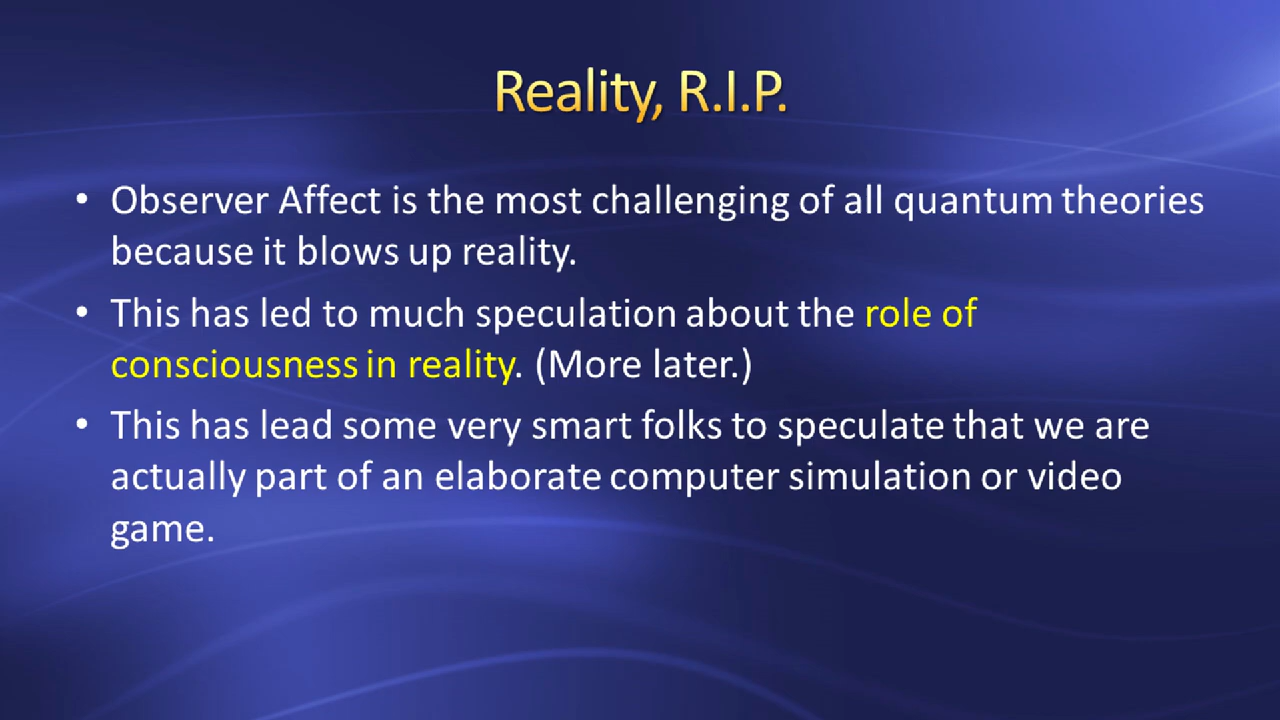 Reality, R.I.P.
• Observer Affect is the most challenging of all quantum theories
because it blows up reality.
• This has led to much speculation about the role of
consciousness in reality. (More later.)
• This has lead some very smart folks to speculate that we are
actually part of an elaborate computer simulation or video
game.